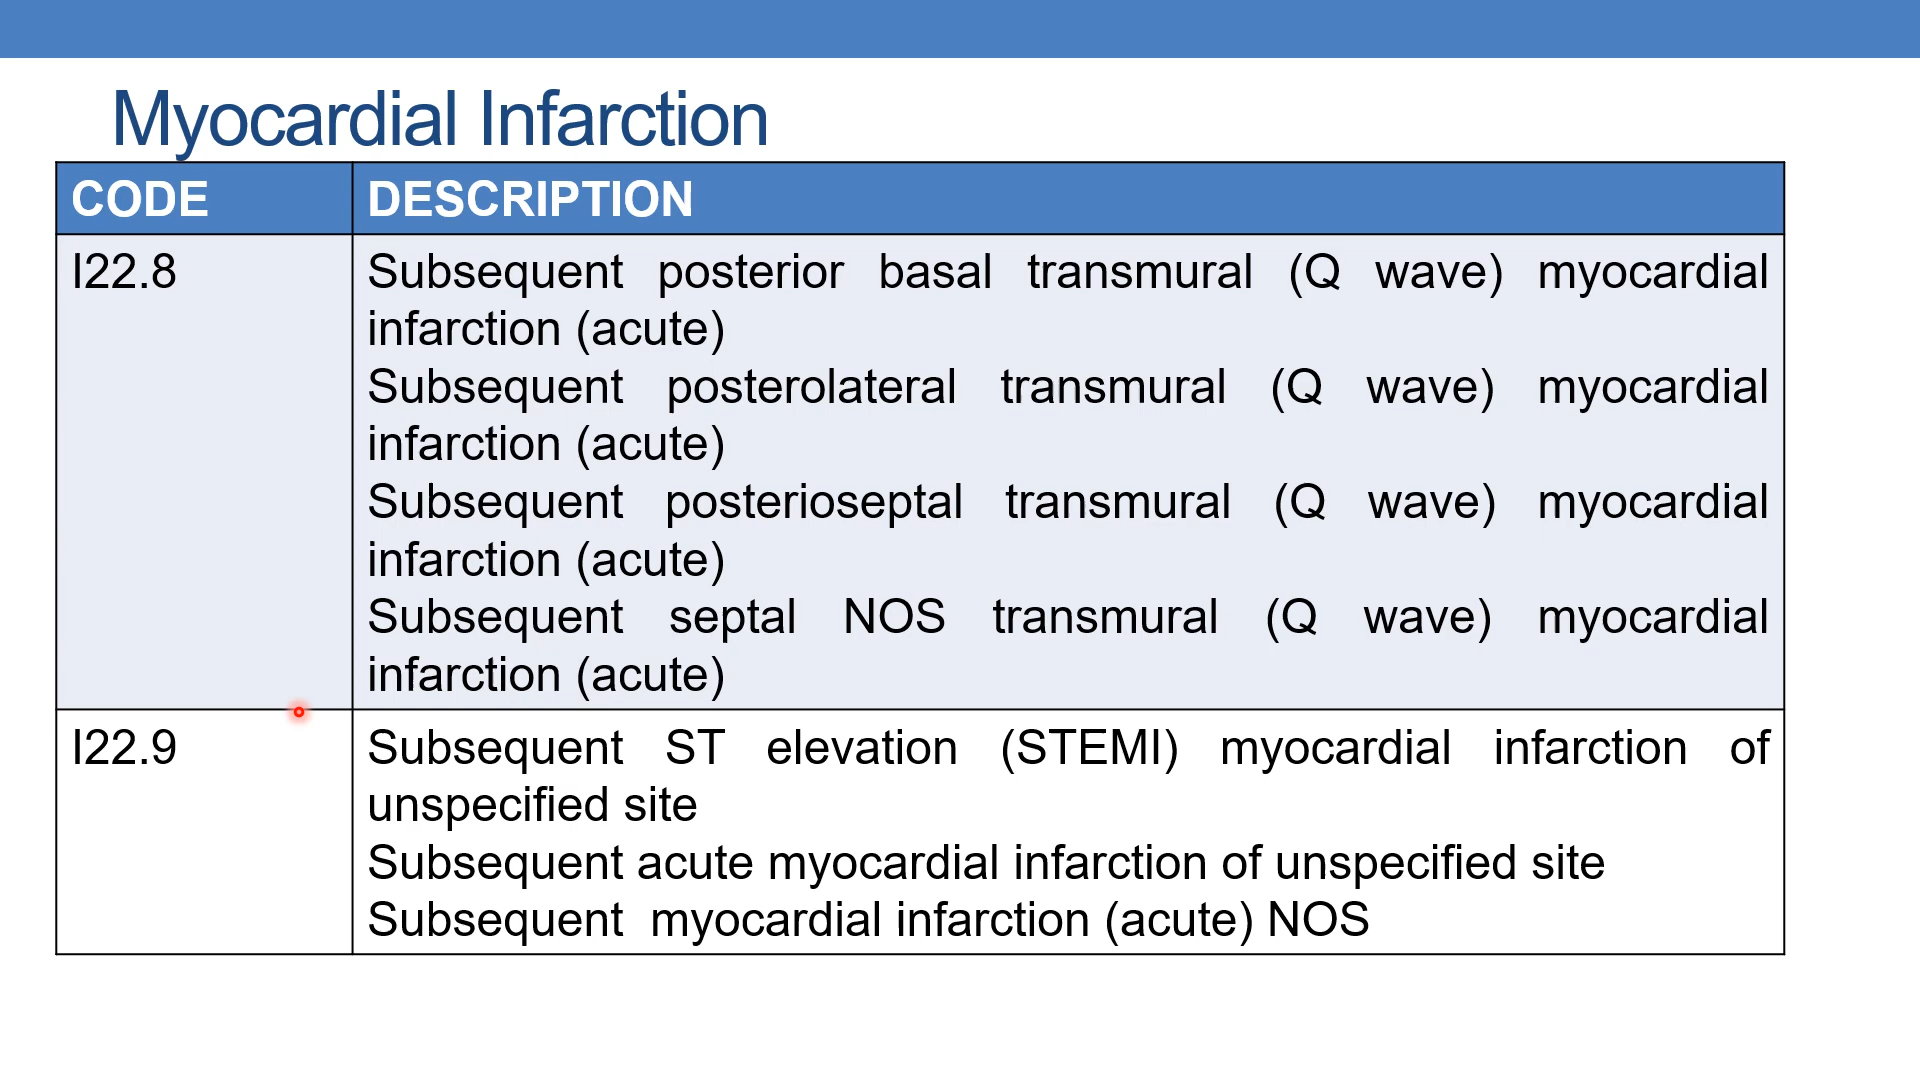 Myocardial Infarction
CODE
DESCRIPTION
I22.8
Subsequent posterior basal transmural (Q wave) myocardial
infarction (acute)
Subsequent posterolateral transmural (Q wave) myocardial
infarction (acute)
Subsequent posterioseptal transmural (Q wave) myocardial
infarction (acute)
Subsequent septal NOS transmural (Q wave) myocardial
infarction (acute)
I22.9
Subsequent ST elevation (STEMI) myocardial infarction of
unspecified site
Subsequent acute myocardial infarction of unspecified site
Subsequent myocardial infarction (acute) NOS